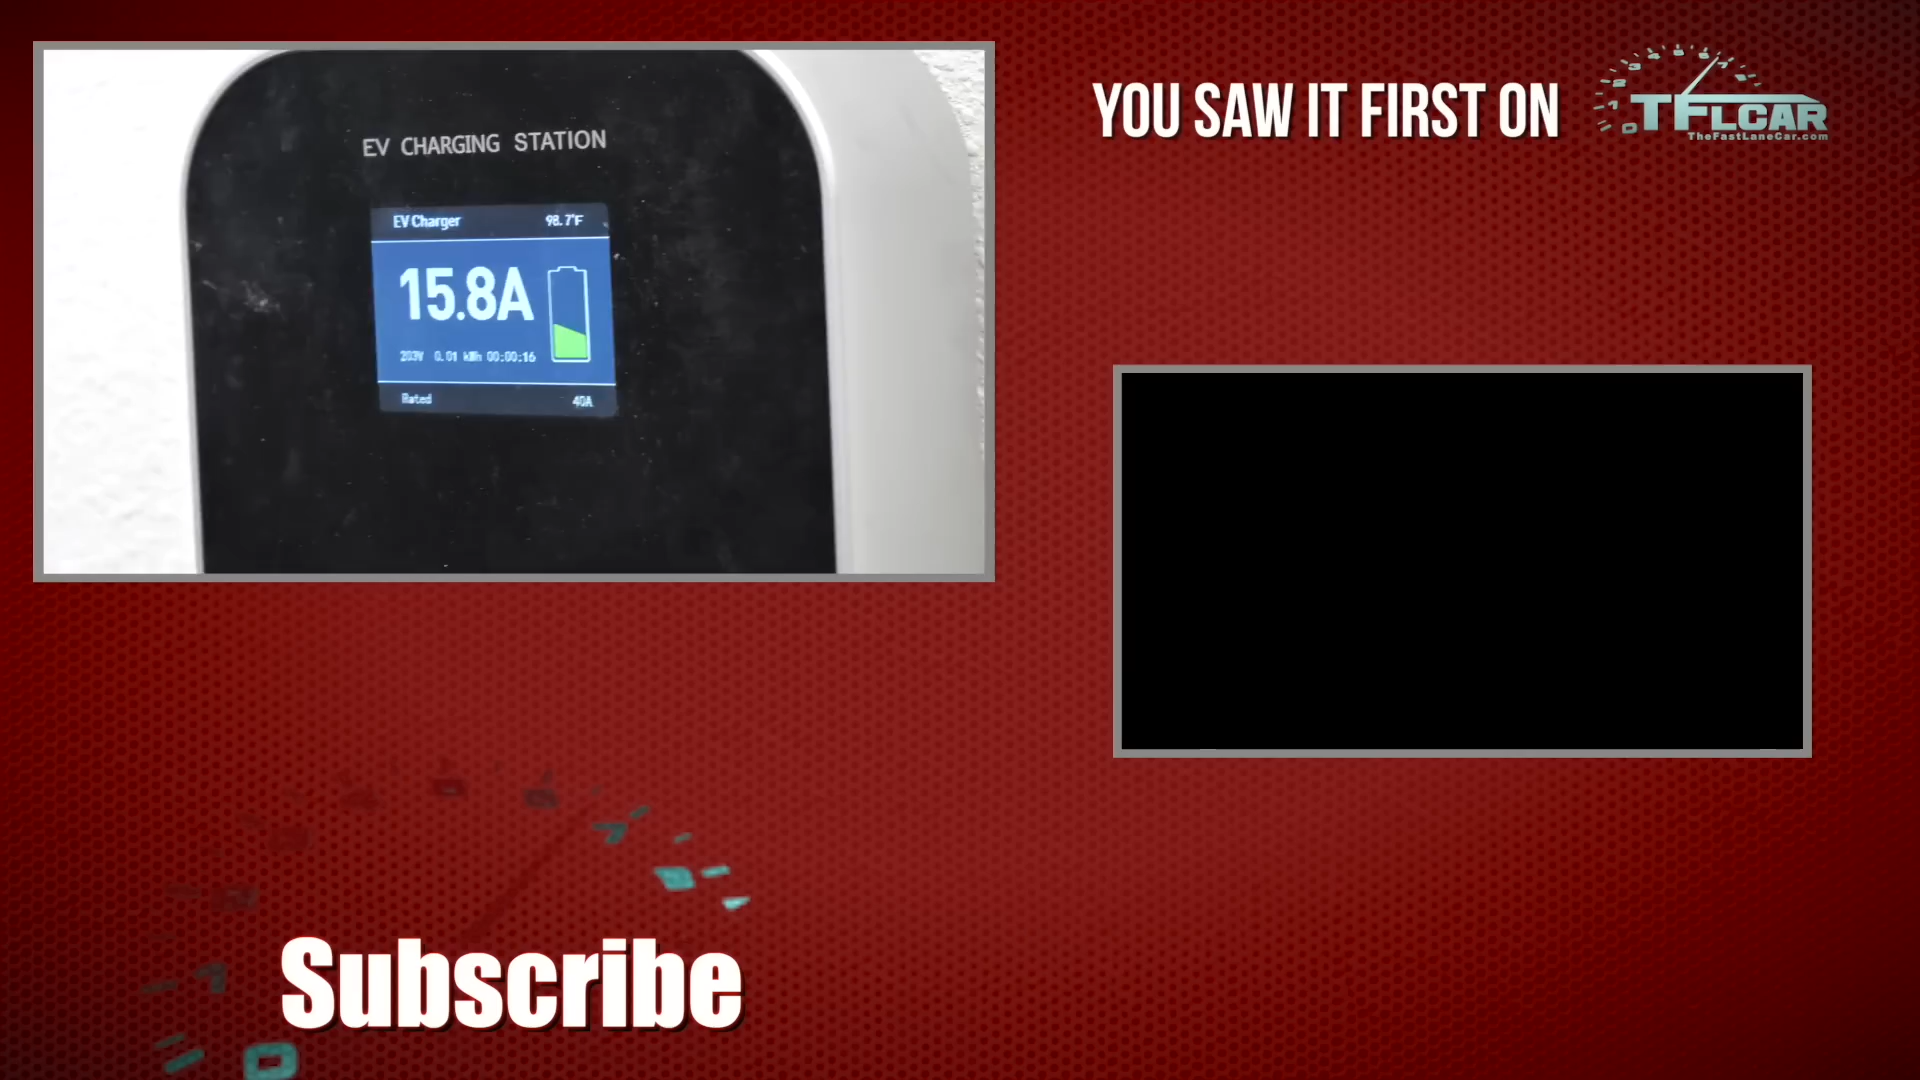 YOU SAW IT FIRST ON
TFLCAR
TheFastLaneCar.com
EV CHARGING STATION
EV Charger 98.7°F
15.8A
203V 0.01 kWh 00:00:16
Rated 40A
Subscribe